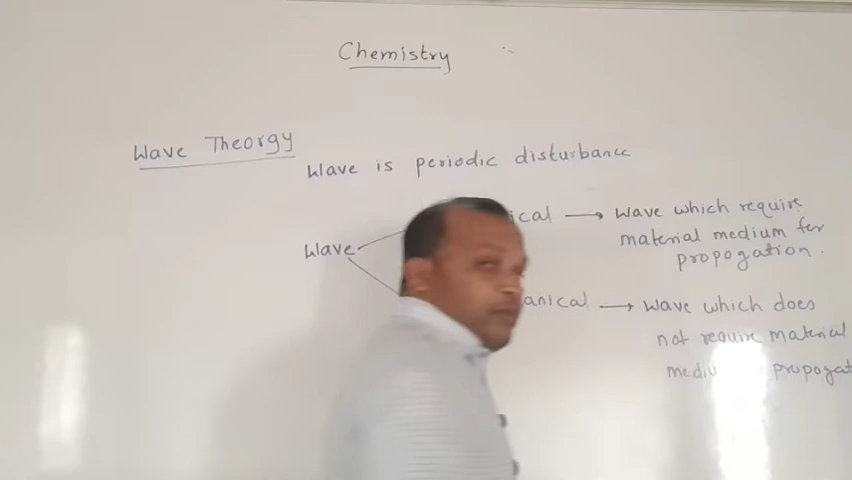 Chemistry
Wave Theorgy
Wave is periodic disturbance
ical → Wave which require
material medium for
propogation.
Wave
anical → Wave which does
not require material
mediu propogat